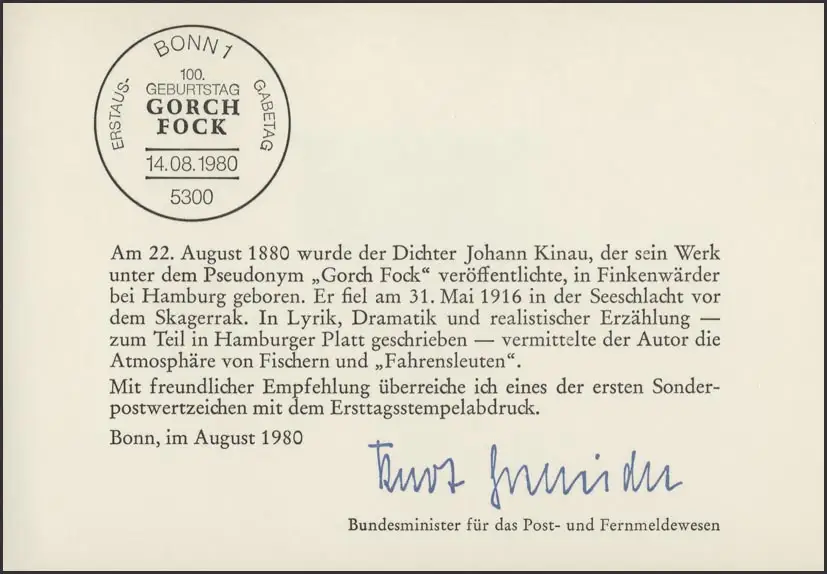 BONN 1
ERSTAUS-
GABETAG
100.
GEBURTSTAG
GORCH
FOCK
14.08.1980
5300
Am 22. August 1880 wurde der Dichter Johann Kinau, der sein Werk
unter dem Pseudonym „Gorch Fock“ veröffentlichte, in Finkenwärder
bei Hamburg geboren. Er fiel am 31. Mai 1916 in der Seeschlacht vor
dem Skagerrak. In Lyrik, Dramatik und realistischer Erzählung —
zum Teil in Hamburger Platt geschrieben — vermittelte der Autor die
Atmosphäre von Fischern und „Fahrensleuten“.
Mit freundlicher Empfehlung überreiche ich eines der ersten Sonder-
postwertzeichen mit dem Ersttagsstempelabdruck.
Bonn, im August 1980
Kurt
Bundesminister für das Post- und Fernmeldewesen